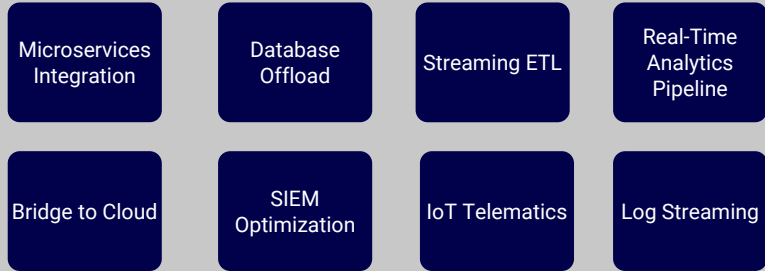 Microservices
Integration
Database
Offload
Streaming ETL
Real-Time
Analytics
Pipeline
Bridge to Cloud
SIEM
Optimization
IoT Telematics
Log Streaming